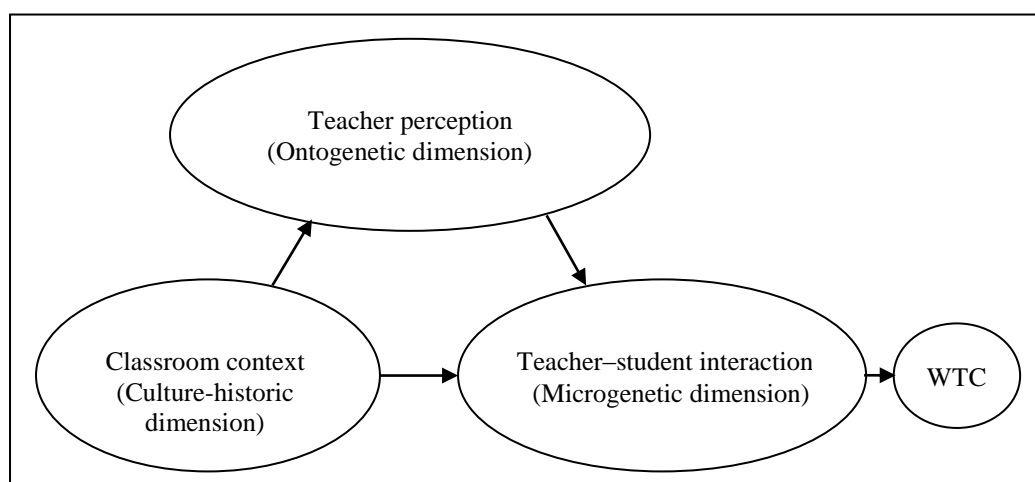 Teacher perception
(Ontogenetic dimension)
Classroom context
(Culture-historic
dimension)
Teacher–student interaction
(Microgenetic dimension)
WTC